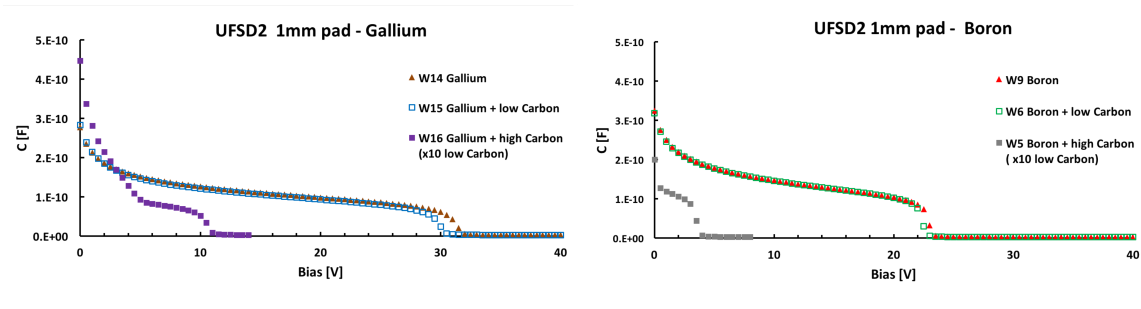 UFSD2 1mm pad - Gallium
5.E-10
4.E-10
3.E-10
2.E-10
1.E-10
0.E+00
C [F]
W14 Gallium
W15 Gallium + low Carbon
W16 Gallium + high Carbon
(x10 low Carbon)
0 10 20 30 40
Bias [V]
UFSD2 1mm pad - Boron
5.E-10
4.E-10
3.E-10
2.E-10
1.E-10
0.E+00
C [F]
W9 Boron
W6 Boron + low Carbon
W5 Boron + high Carbon
( x10 low Carbon)
0 10 20 30 40
Bias [V]